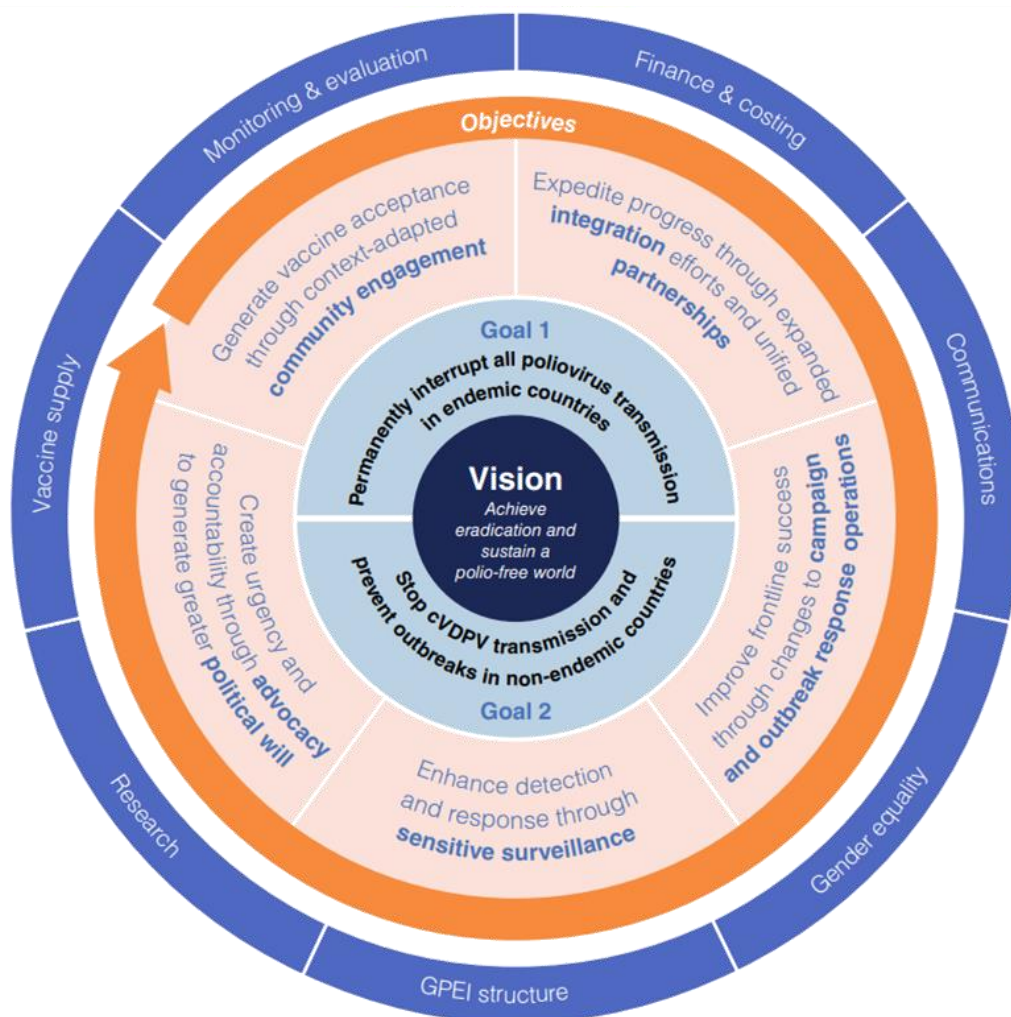 Monitoring & evaluation
Finance & costing
Communications
Gender equality
GPEI structure
Research
Vaccine supply
Objectives
Generate vaccine acceptance
through context-adapted
community engagement
Expedite progress through expanded
integration efforts and unified
partnerships
Improve frontline success
through changes to campaign
and outbreak response operations
Enhance detection
and response through
sensitive surveillance
Create urgency and
accountability through advocacy
to generate greater political will
Goal 1
Permanently interrupt all poliovirus transmission
in endemic countries
Vision
Achieve
eradication and
sustain a
polio-free world
Stop cVDPV transmission and
prevent outbreaks in non-endemic countries
Goal 2